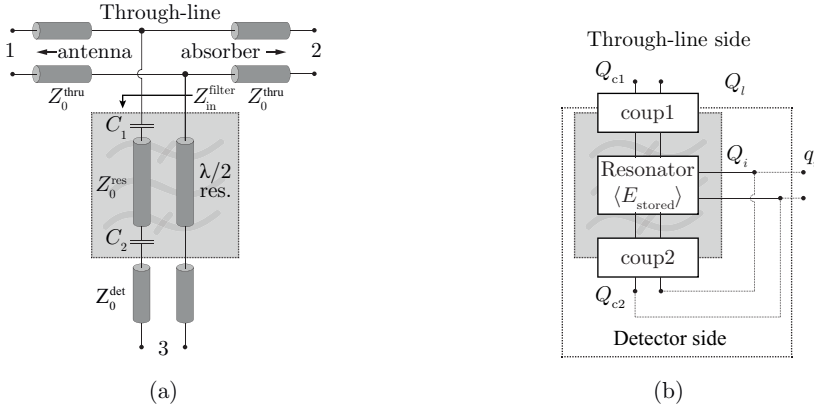 Through-line
1 antenna absorber 2
Z_0^thru Z_in^filter Z_0^thru
C_1
Z_0^res λ/2 res.
C_2
Z_0^det
3
(a)
Through-line side
Q_c1 Q_l
coup1
Resonator Q_i q
⟨E_stored⟩
coup2
Q_c2
Detector side
(b)